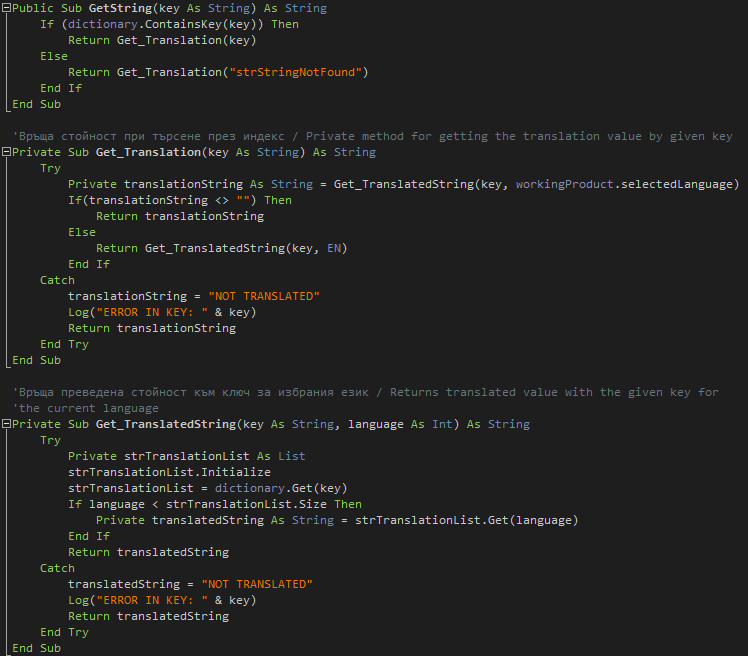 Public Sub GetString(key As String) As String
    If (dictionary.ContainsKey(key)) Then
        Return Get_Translation(key)
    Else
        Return Get_Translation("strStringNotFound")
    End If
End Sub

'Връща стойност при търсене през индекс / Private method for getting the translation value by given key
Private Sub Get_Translation(key As String) As String
    Try
        Private translationString As String = Get_TranslatedString(key, workingProduct.selectedLanguage)
        If(translationString <> "") Then
            Return translationString
        Else
            Return Get_TranslatedString(key, EN)
        End If
    Catch
        translationString = "NOT TRANSLATED"
        Log("ERROR IN KEY: " & key)
        Return translationString
    End Try
End Sub

'Връща преведена стойност към ключ за избрания език / Returns translated value with the given key for
'the current language
Private Sub Get_TranslatedString(key As String, language As Int) As String
    Try
        Private strTranslationList As List
        strTranslationList.Initialize
        strTranslationList = dictionary.Get(key)
        If language < strTranslationList.Size Then
            Private translatedString As String = strTranslationList.Get(language)
        End If
        Return translatedString
    Catch
        translatedString = "NOT TRANSLATED"
        Log("ERROR IN KEY: " & key)
        Return translatedString
    End Try
End Sub